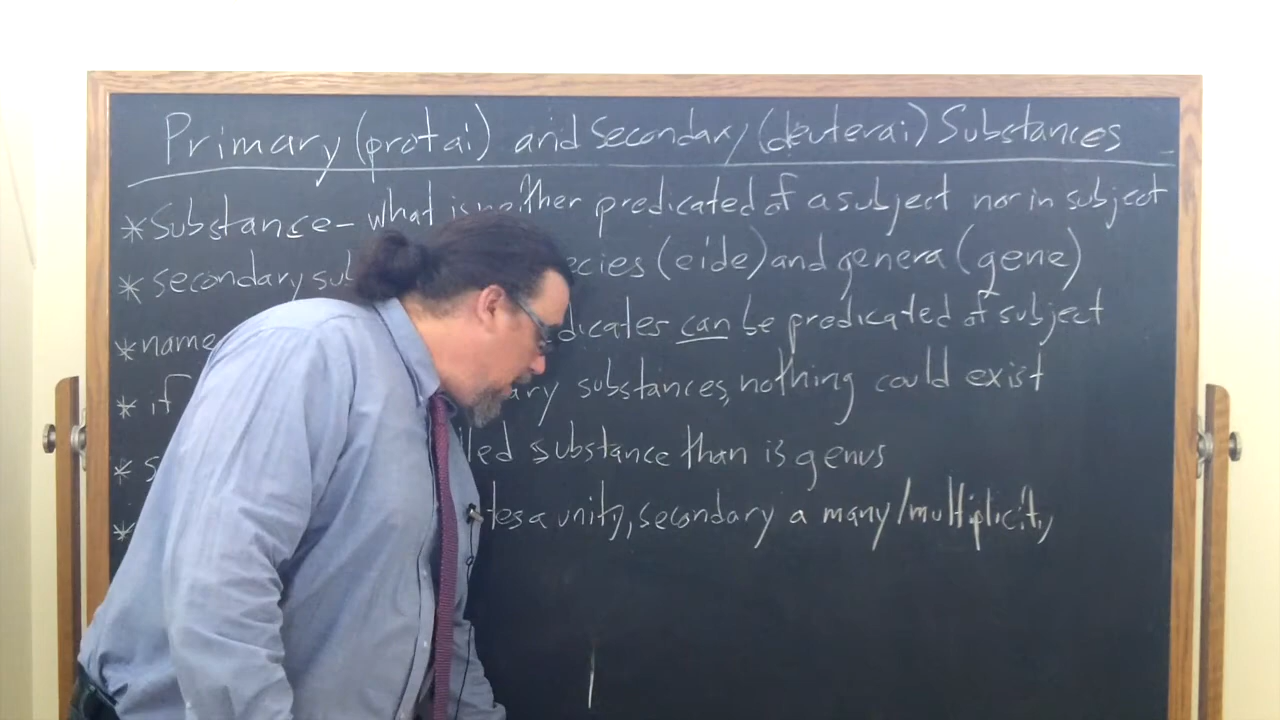 Primary (protai) and Secondary (deuterai) Substances
* Substance - what is neither predicated of a subject nor in subject
* secondary sub ecies (eide) and genera (gene)
* name dicates can be predicated of subject
* if ary substances, nothing could exist
* s led substance than is genus
* tes a unity, secondary a many/multiplicity